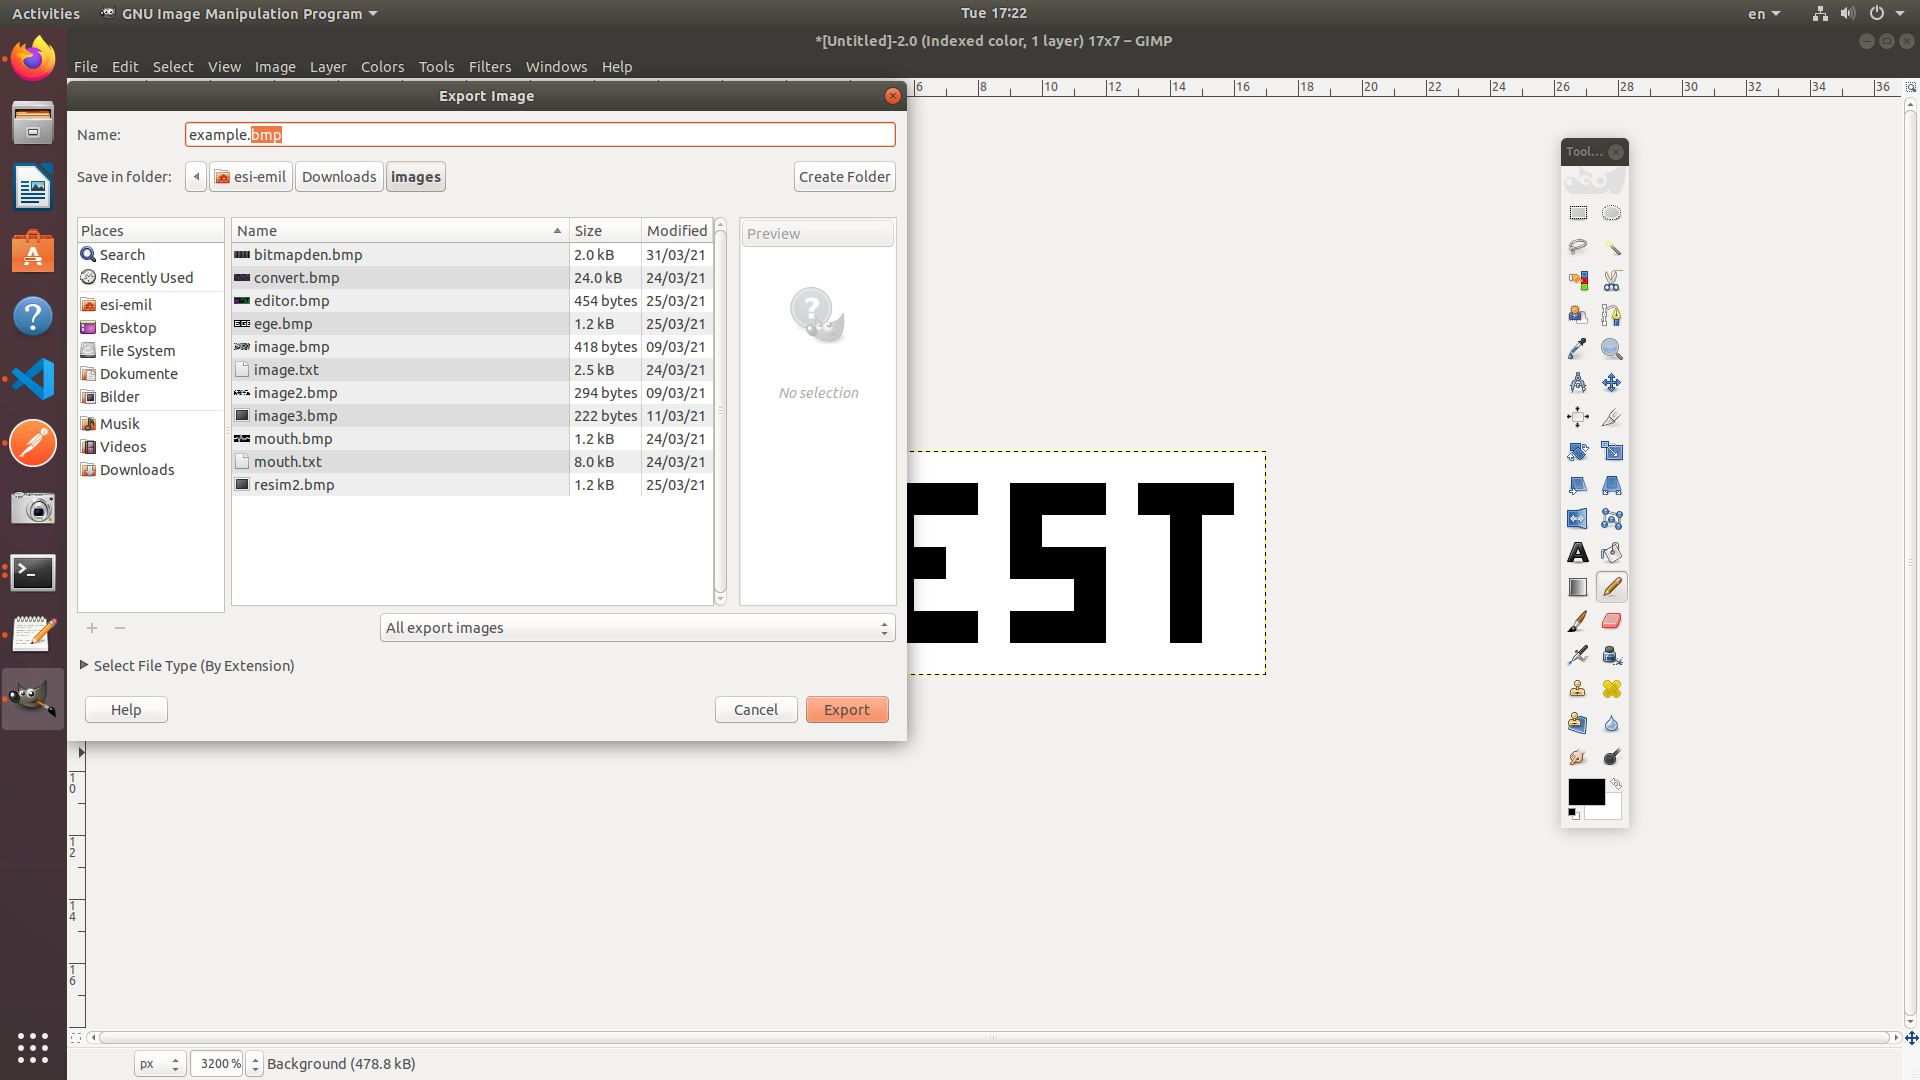 Activities GNU Image Manipulation Program Tue 17:22 en
*[Untitled]-2.0 (Indexed color, 1 layer) 17x7 – GIMP
File Edit Select View Image Layer Colors Tools Filters Windows Help
6 8 10 12 14 16 18 20 22 24 26 28 30 32 34 36
Export Image
Name: example.bmp
Save in folder: esi-emil Downloads images Create Folder
Places
Search
Recently Used
esi-emil
Desktop
File System
Dokumente
Bilder
Musik
Videos
Downloads
Name Size Modified
bitmapden.bmp 2.0 kB 31/03/21
convert.bmp 24.0 kB 24/03/21
editor.bmp 454 bytes 25/03/21
ege.bmp 1.2 kB 25/03/21
image.bmp 418 bytes 09/03/21
image.txt 2.5 kB 24/03/21
image2.bmp 294 bytes 09/03/21
image3.bmp 222 bytes 11/03/21
mouth.bmp 1.2 kB 24/03/21
mouth.txt 8.0 kB 24/03/21
resim2.bmp 1.2 kB 25/03/21
Preview
No selection
All export images
Select File Type (By Extension)
Help Cancel Export
EST
Tool...
10
12
14
16
px 3200 % Background (478.8 kB)